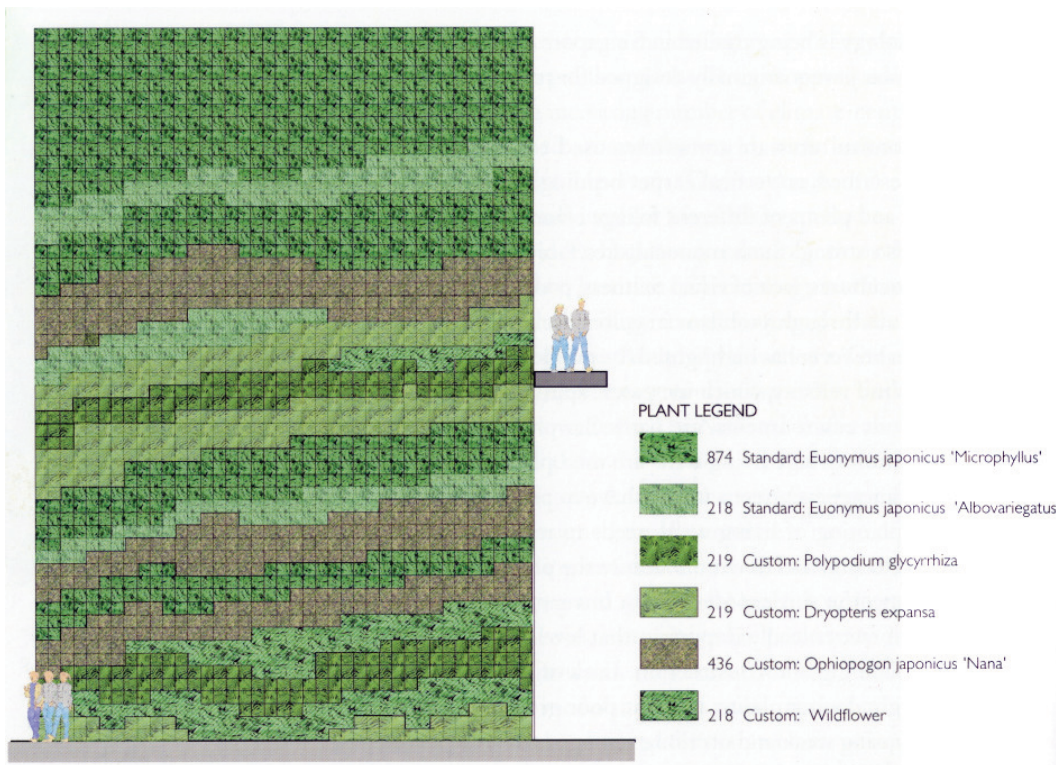 PLANT LEGEND
874 Standard: Euonymus japonicus 'Microphyllus'
218 Standard: Euonymus japonicus 'Albovariegatus
219 Custom: Polypodium glycyrrhiza
219 Custom: Dryopteris expansa
436 Custom: Ophiopogon japonicus 'Nana'
218 Custom: Wildflower